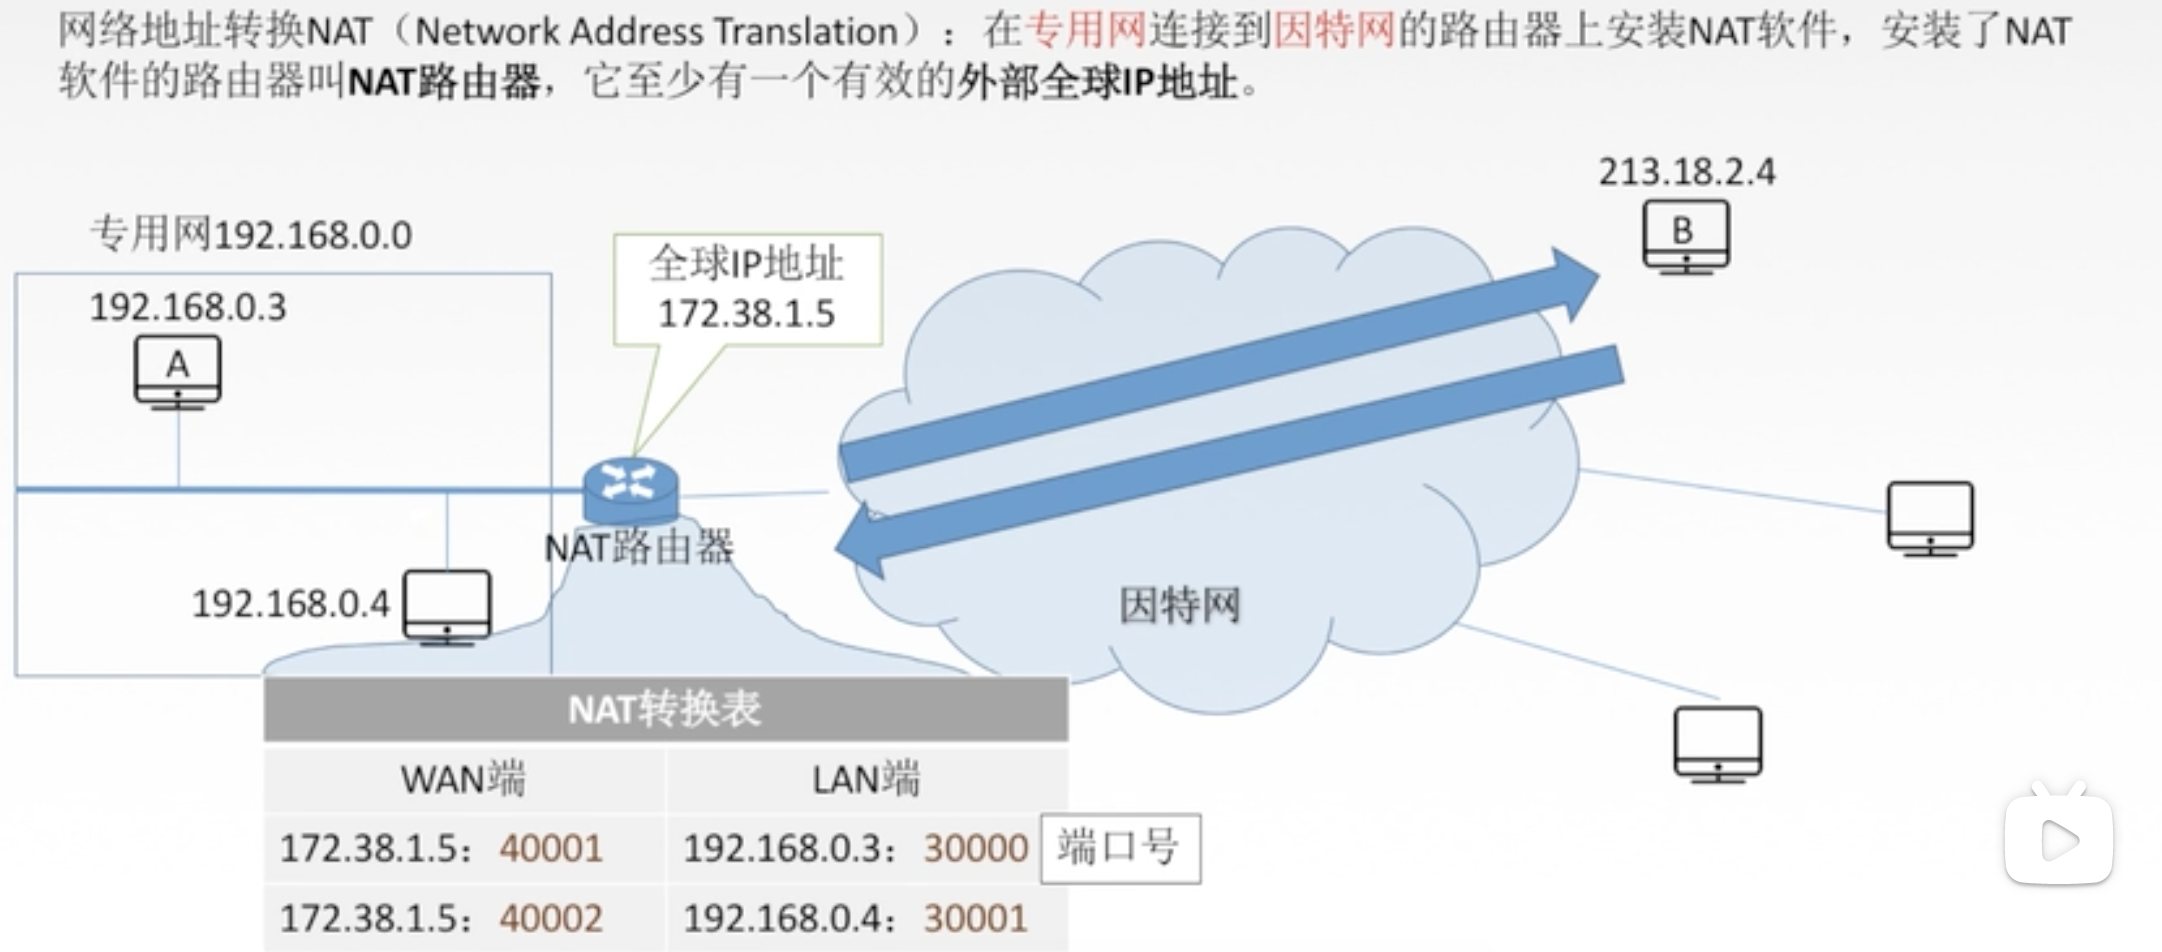 网络地址转换NAT（Network Address Translation）：在专用网连接到因特网的路由器上安装NAT软件，安装了NAT
软件的路由器叫NAT路由器，它至少有一个有效的外部全球IP地址。
213.18.2.4
B
专用网192.168.0.0
全球IP地址
172.38.1.5
192.168.0.3
A
NAT路由器
192.168.0.4
因特网
NAT转换表
WAN端 LAN端
172.38.1.5：40001 192.168.0.3：30000 端口号
172.38.1.5：40002 192.168.0.4：30001